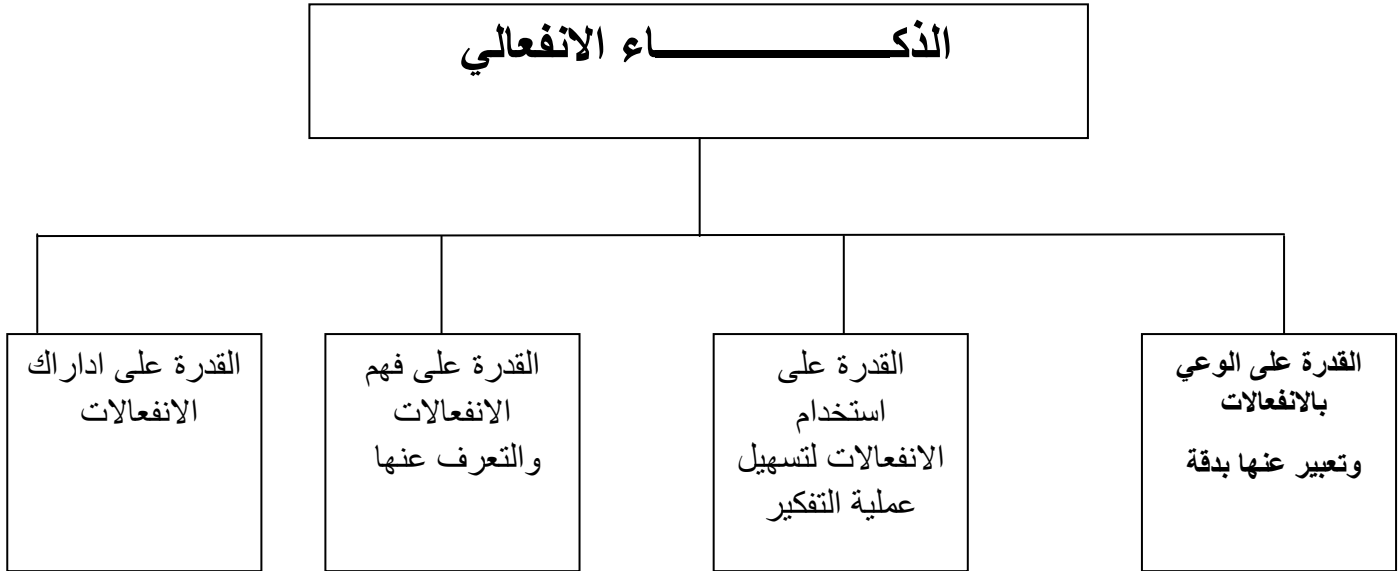 الذكــــــــــــــــاء الانفعالي
القدرة على الوعي
بالانفعالات
وتعبير عنها بدقة
القدرة على
استخدام
الانفعالات لتسهيل
عملية التفكير
القدرة على فهم
الانفعالات
والتعرف عنها
القدرة على اداراك
الانفعالات